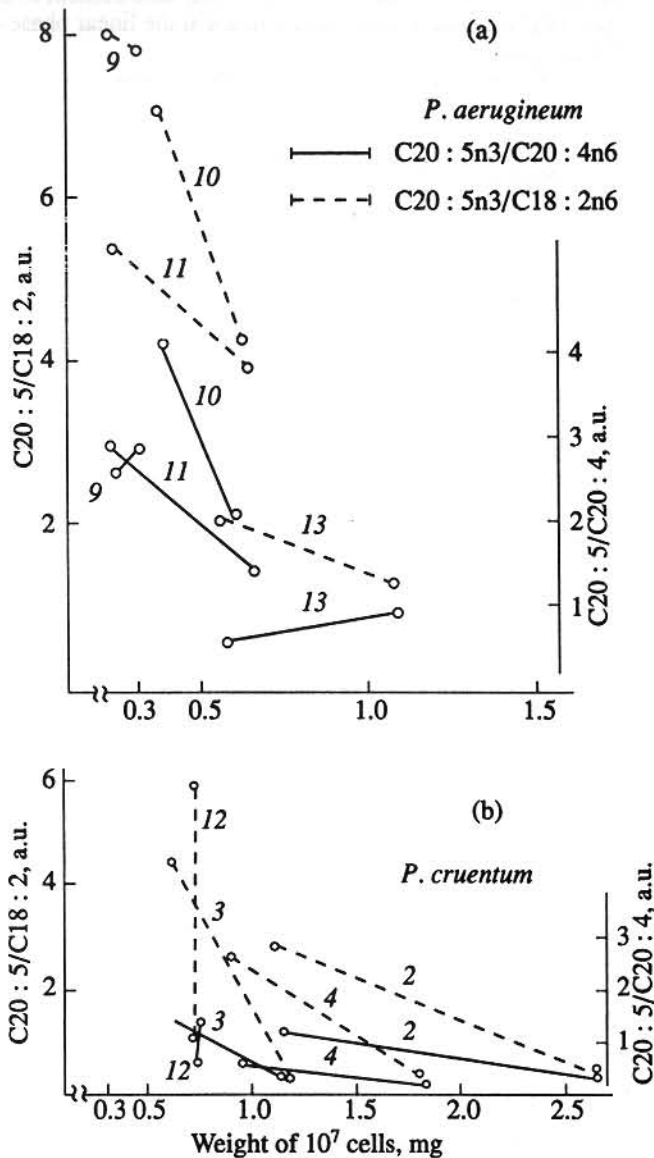 the linear phase
(a)
8
6
4
2
C20 : 5/C18 : 2, a.u.
P. aerugineum
C20 : 5n3/C20 : 4n6
C20 : 5n3/C18 : 2n6
9
10
11
10
11
9
13
13
4
3
2
1
C20 : 5/C20 : 4, a.u.
0.3 0.5 1.0 1.5
(b)
6
4
2
C20 : 5/C18 : 2, a.u.
P. cruentum
12
3
4
2
3
2
12
4
3
2
1
C20 : 5/C20 : 4, a.u.
0.3 0.5 1.0 1.5 2.0 2.5
Weight of 10⁷ cells, mg